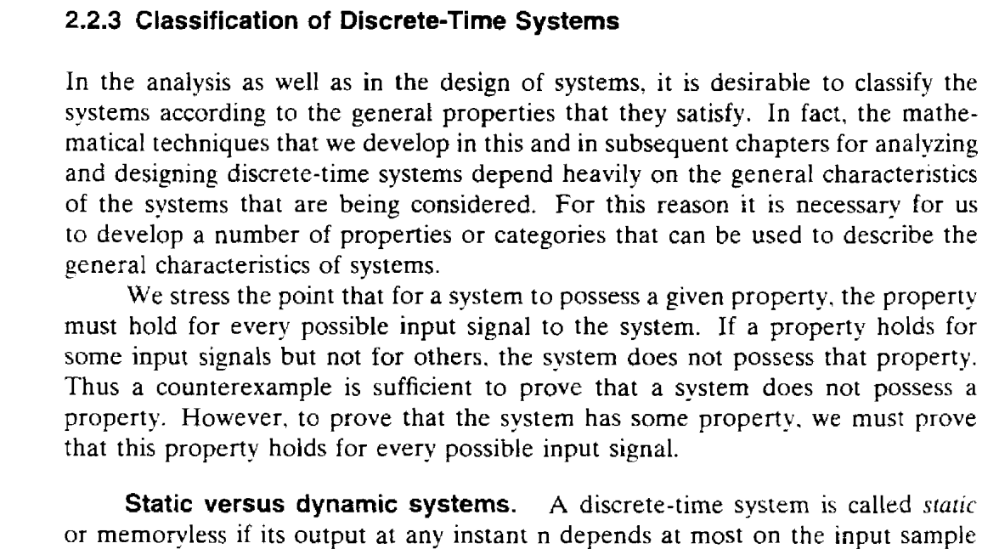 2.2.3 Classification of Discrete-Time Systems
In the analysis as well as in the design of systems, it is desirable to classify the
systems according to the general properties that they satisfy. In fact, the mathe-
matical techniques that we develop in this and in subsequent chapters for analyzing
and designing discrete-time systems depend heavily on the general characteristics
of the systems that are being considered. For this reason it is necessary for us
to develop a number of properties or categories that can be used to describe the
general characteristics of systems.
We stress the point that for a system to possess a given property, the property
must hold for every possible input signal to the system. If a property holds for
some input signals but not for others, the system does not possess that property.
Thus a counterexample is sufficient to prove that a system does not possess a
property. However, to prove that the system has some property, we must prove
that this property holds for every possible input signal.
Static versus dynamic systems. A discrete-time system is called static
or memoryless if its output at any instant n depends at most on the input sample